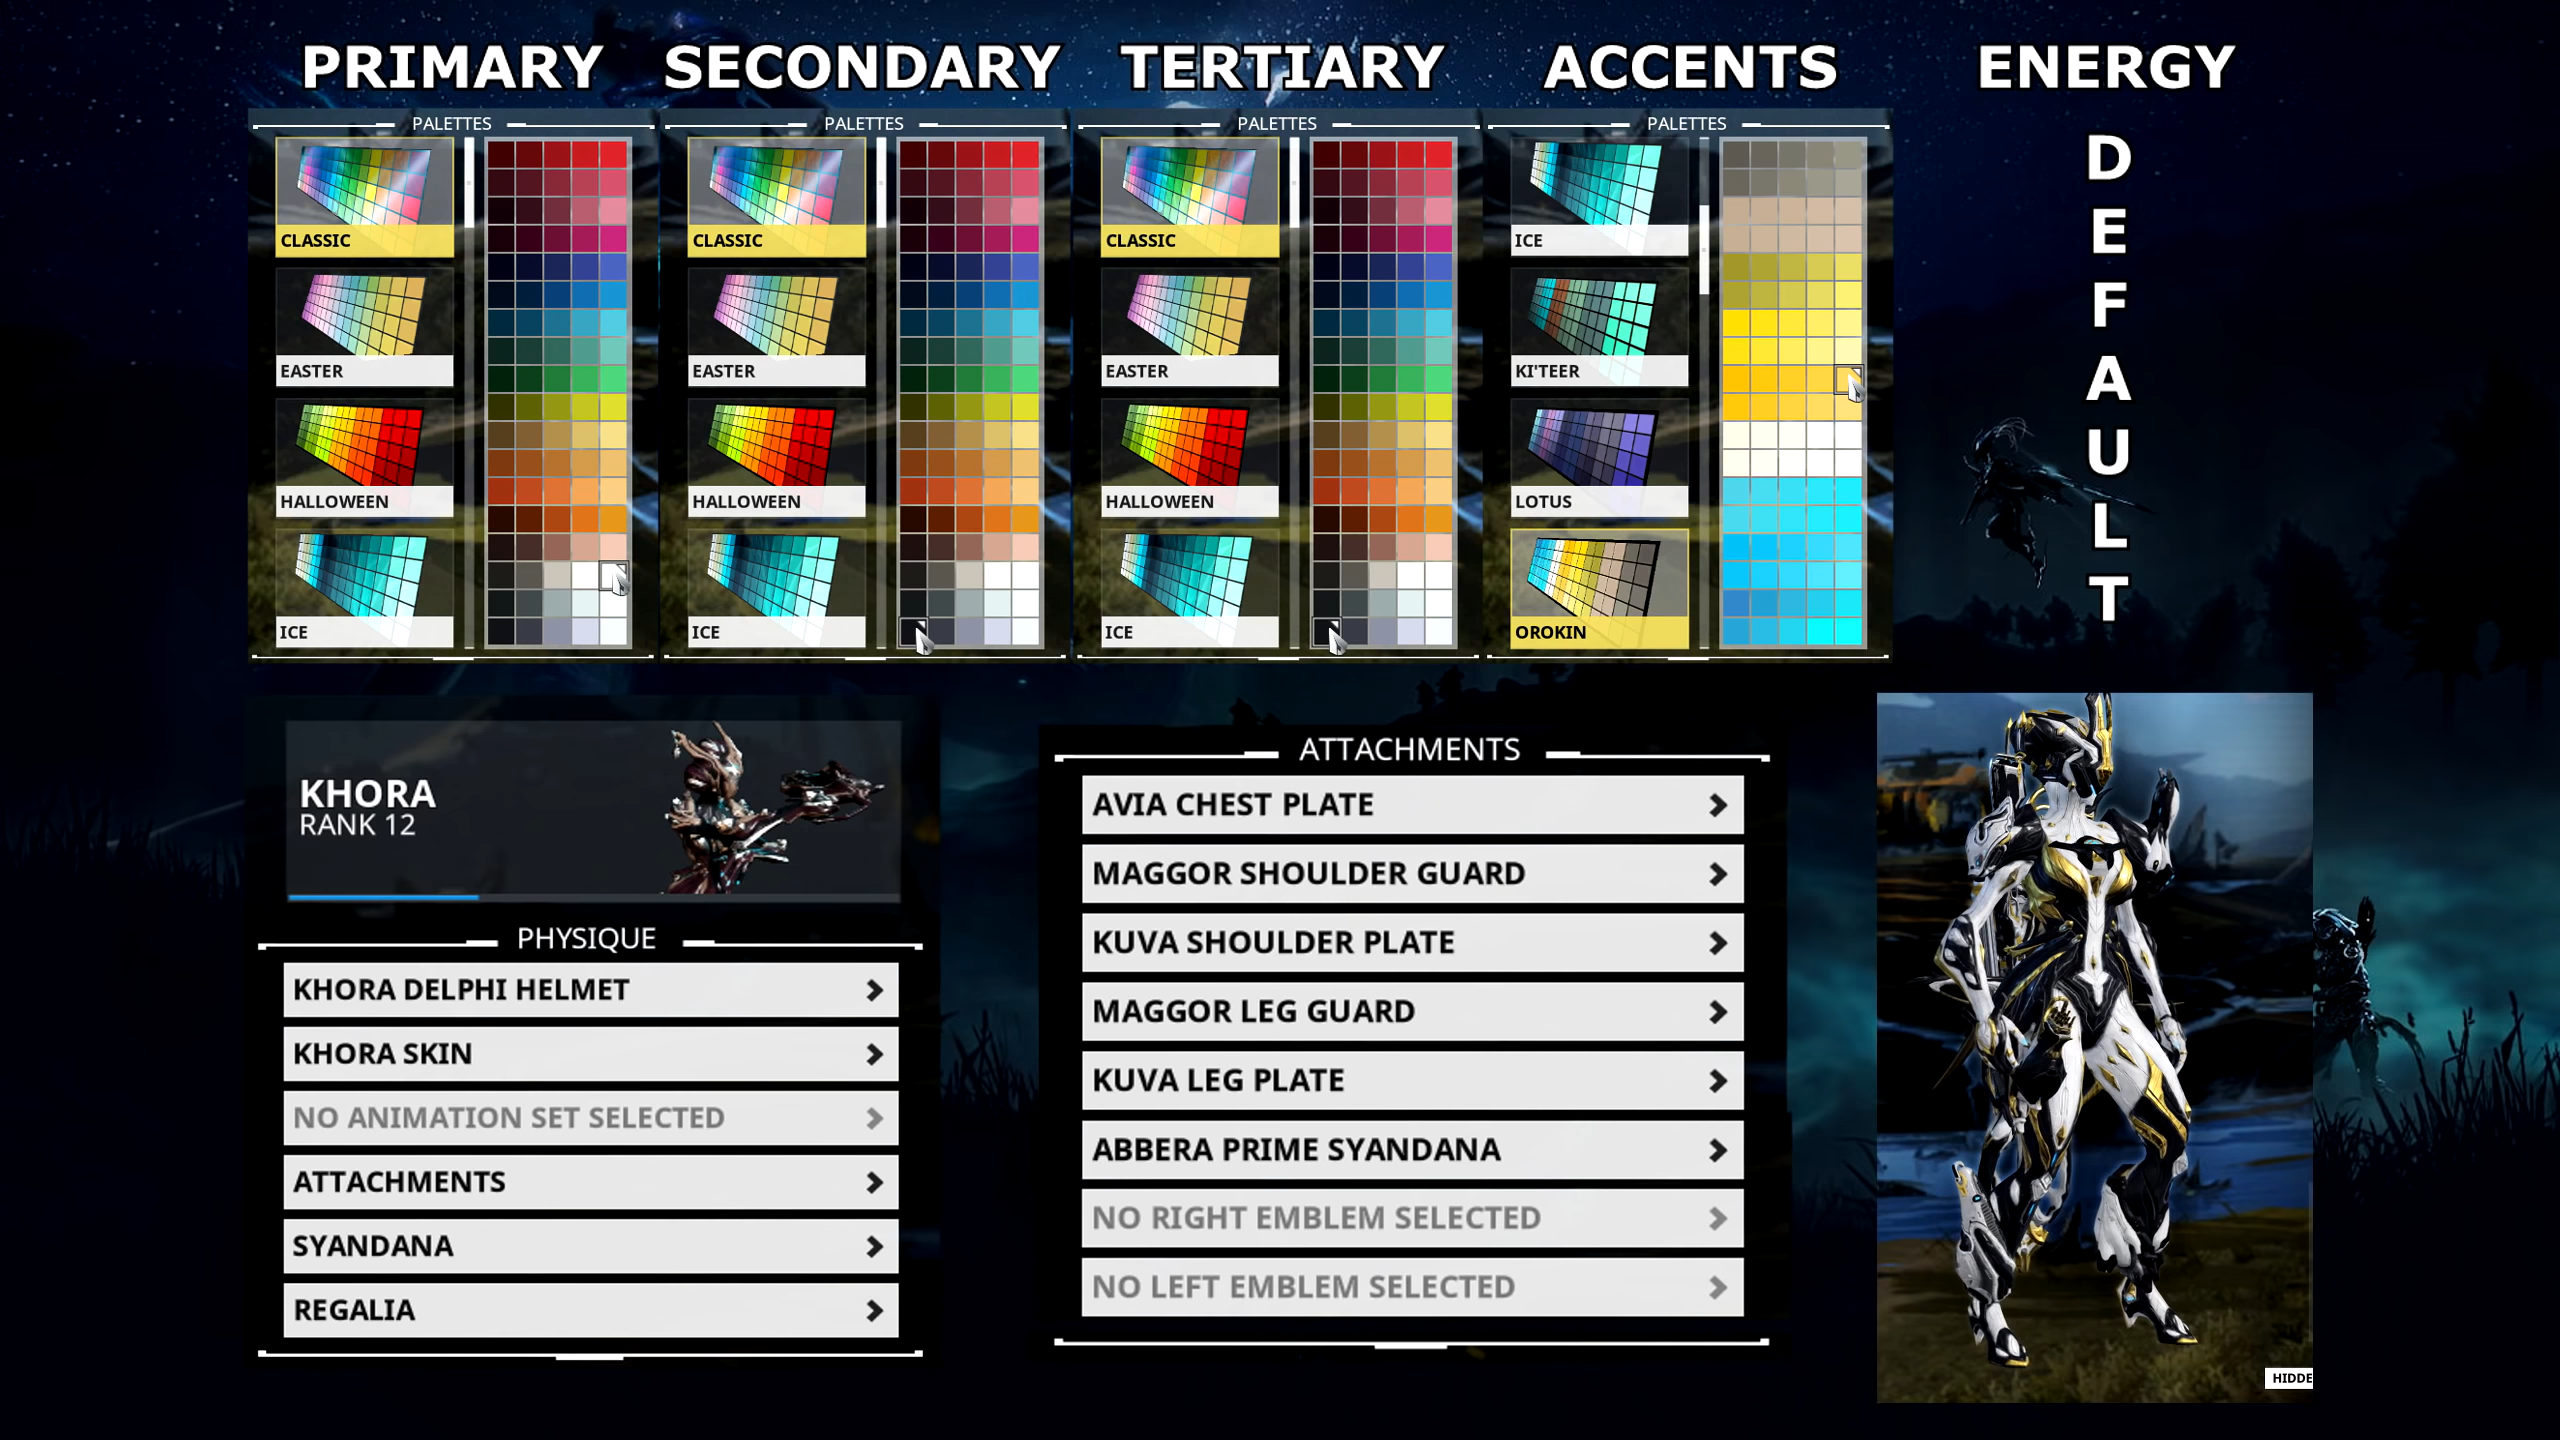 PRIMARY
SECONDARY
TERTIARY
ACCENTS
ENERGY
PALETTES
CLASSIC
EASTER
HALLOWEEN
ICE
PALETTES
CLASSIC
EASTER
HALLOWEEN
ICE
PALETTES
CLASSIC
EASTER
HALLOWEEN
ICE
PALETTES
ICE
KI'TEER
LOTUS
OROKIN
D
E
F
A
U
L
T
KHORA
RANK 12
PHYSIQUE
KHORA DELPHI HELMET
KHORA SKIN
NO ANIMATION SET SELECTED
ATTACHMENTS
SYANDANA
REGALIA
ATTACHMENTS
AVIA CHEST PLATE
MAGGOR SHOULDER GUARD
KUVA SHOULDER PLATE
MAGGOR LEG GUARD
KUVA LEG PLATE
ABBERA PRIME SYANDANA
NO RIGHT EMBLEM SELECTED
NO LEFT EMBLEM SELECTED
HIDDE